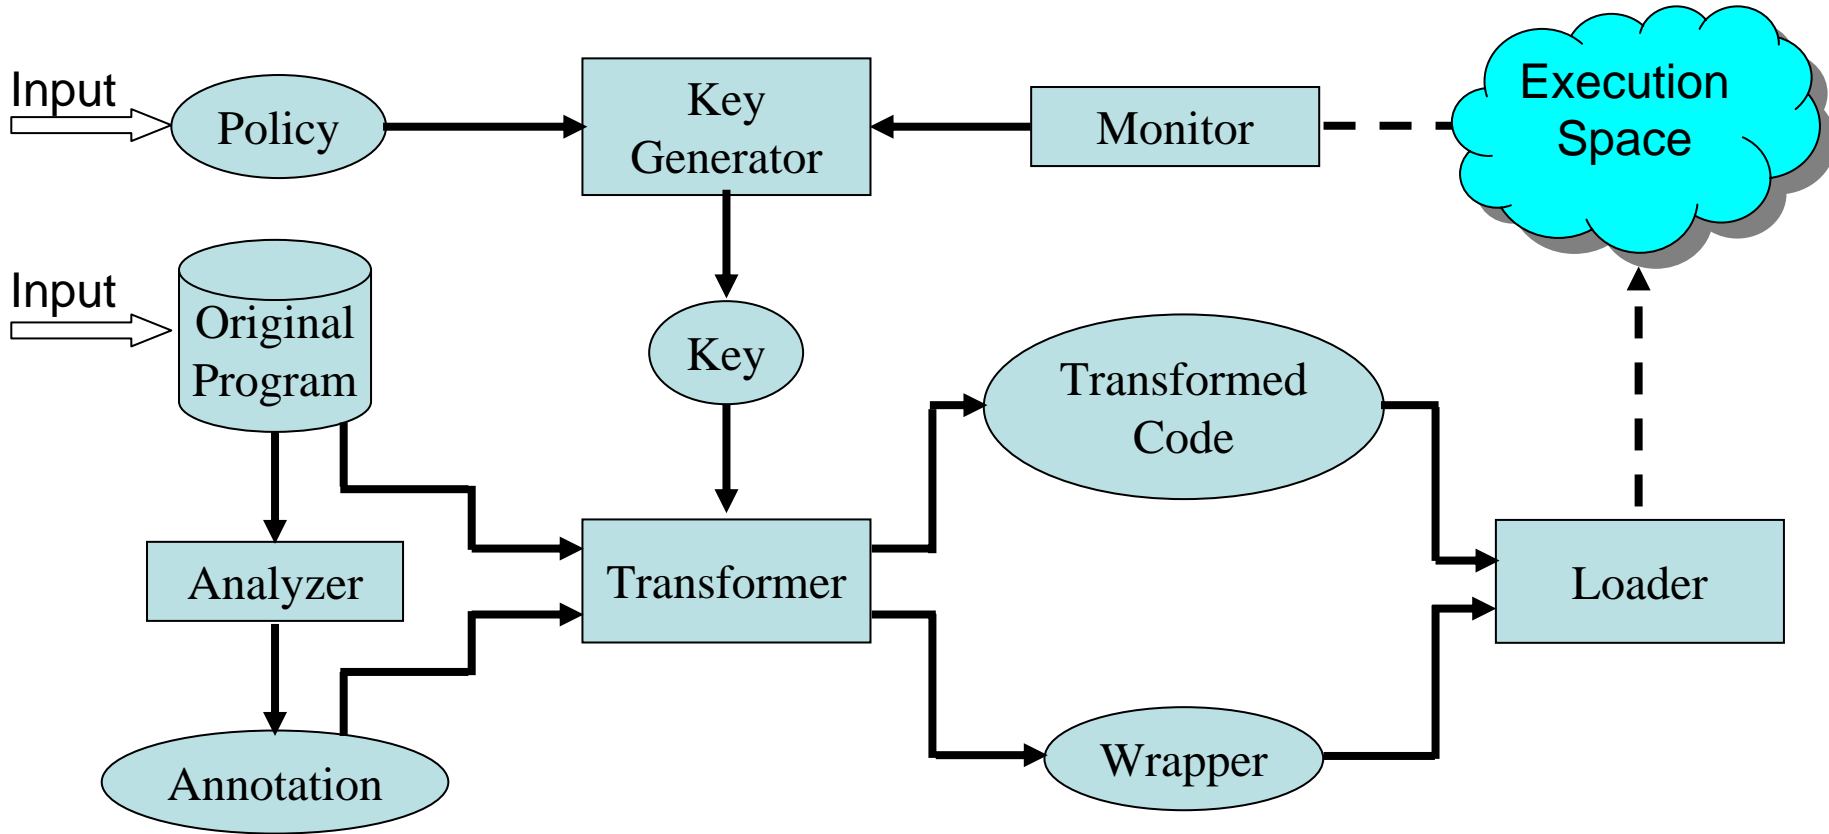 Input
Policy
Key
Generator
Monitor
Execution
Space
Input
Original
Program
Key
Transformed
Code
Analyzer
Transformer
Loader
Annotation
Wrapper